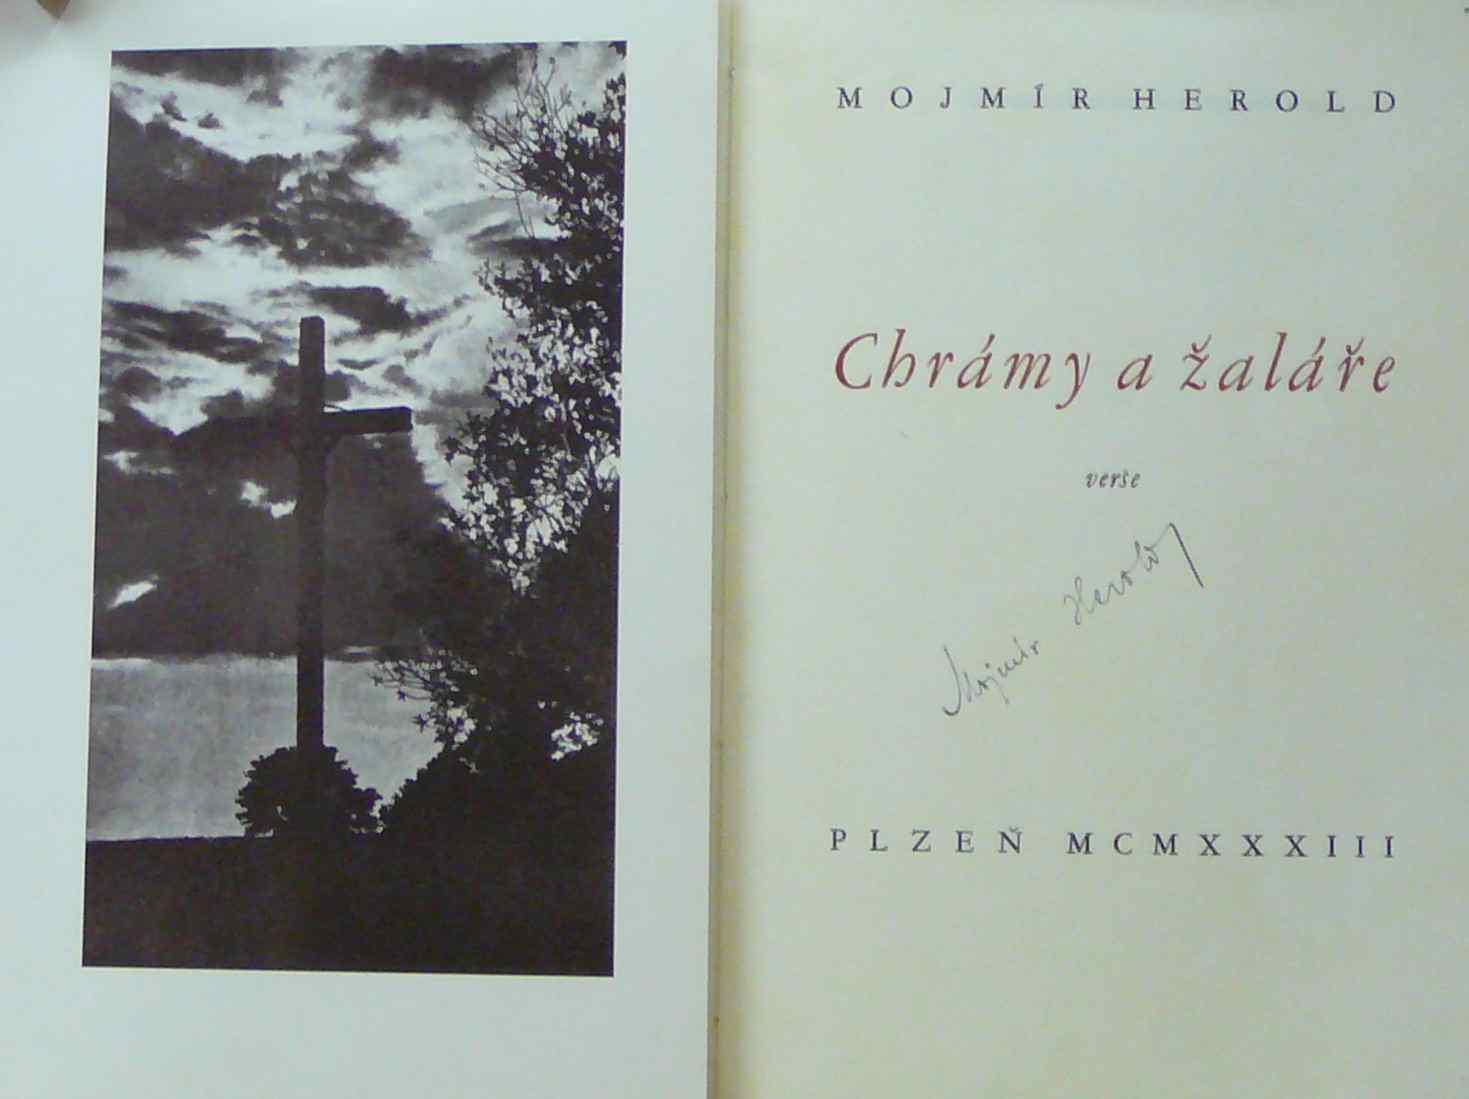 MOJMÍR HEROLD
Chrámy a žaláře
verše
Mojmír Herold
PLZEŇ MCMXXXIII